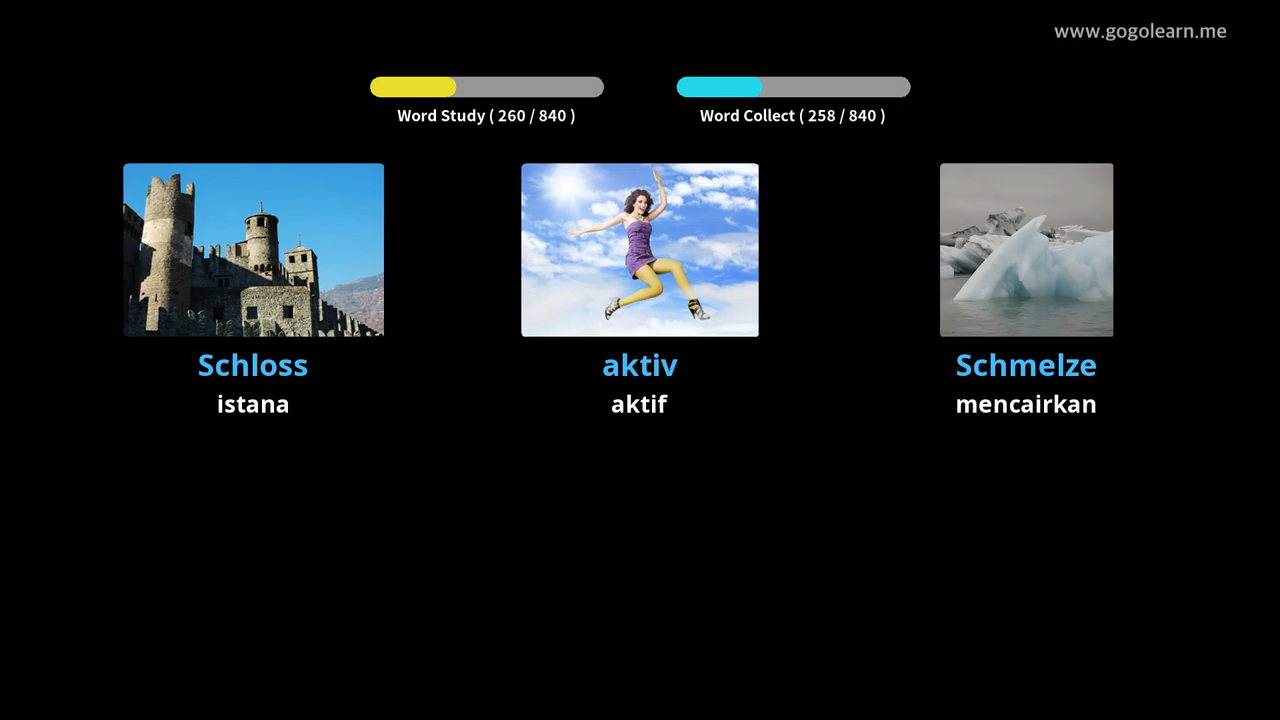 www.gogolearn.me
Word Study ( 260 / 840 )
Word Collect ( 258 / 840 )
Schloss
istana
aktiv
aktif
Schmelze
mencairkan